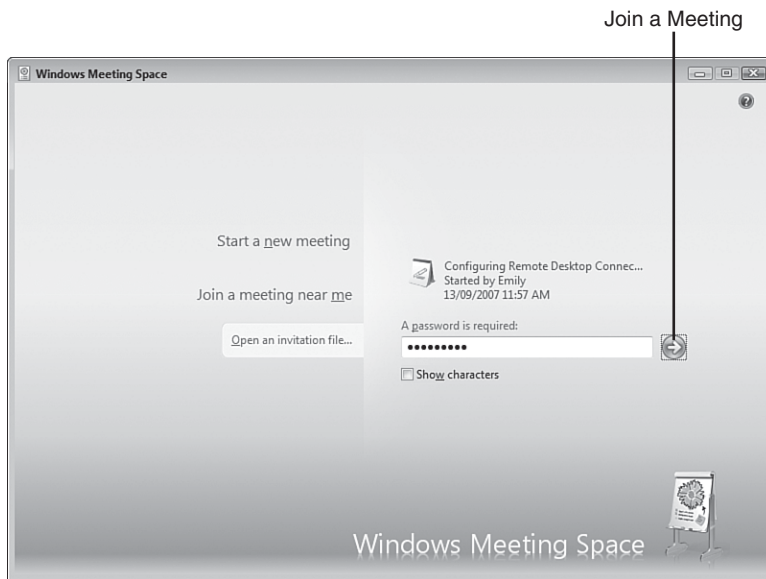 Join a Meeting
Windows Meeting Space
Start a new meeting
Join a meeting near me
Open an invitation file...
Configuring Remote Desktop Connec...
Started by Emily
13/09/2007 11:57 AM
A password is required:
•••••••••
Show characters
Windows Meeting Space